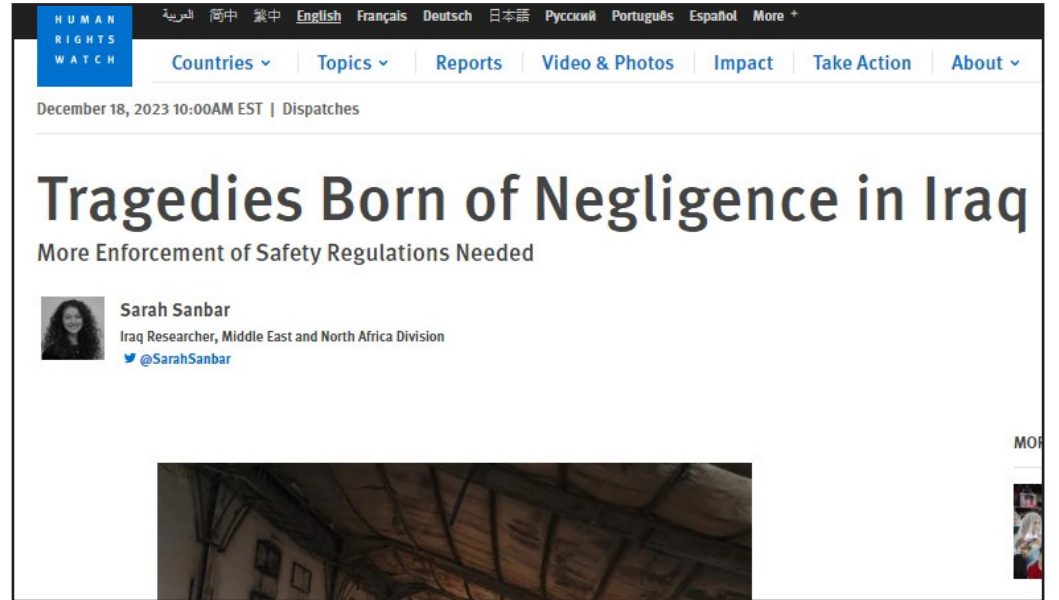 HUMAN
RIGHTS
WATCH
العربية 简中 繁中 English Français Deutsch 日本語 Русский Português Español More +
Countries Topics Reports Video & Photos Impact Take Action About
December 18, 2023 10:00AM EST | Dispatches
Tragedies Born of Negligence in Iraq
More Enforcement of Safety Regulations Needed
Sarah Sanbar
Iraq Researcher, Middle East and North Africa Division
@SarahSanbar